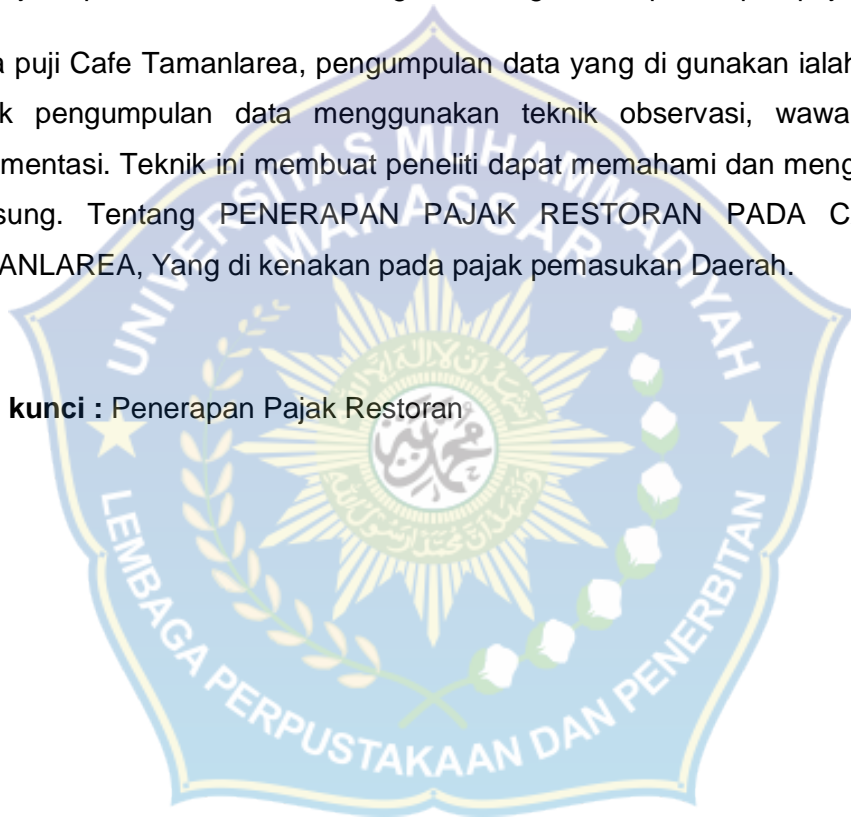 a puji Cafe Tamanlarea, pengumpulan data yang di gunakan ialah
k pengumpulan data menggunakan teknik observasi, wawa
mentasi. Teknik ini membuat peneliti dapat memahami dan meng
sung. Tentang PENERAPAN PAJAK RESTORAN PADA C
ANLAREA, Yang di kenakan pada pajak pemasukan Daerah.
kunci : Penerapan Pajak Restoran
UNIVERSITAS MUHAMMADIYAH
MAKASSAR
LEMBAGA PERPUSTAKAAN DAN PENERBITAN